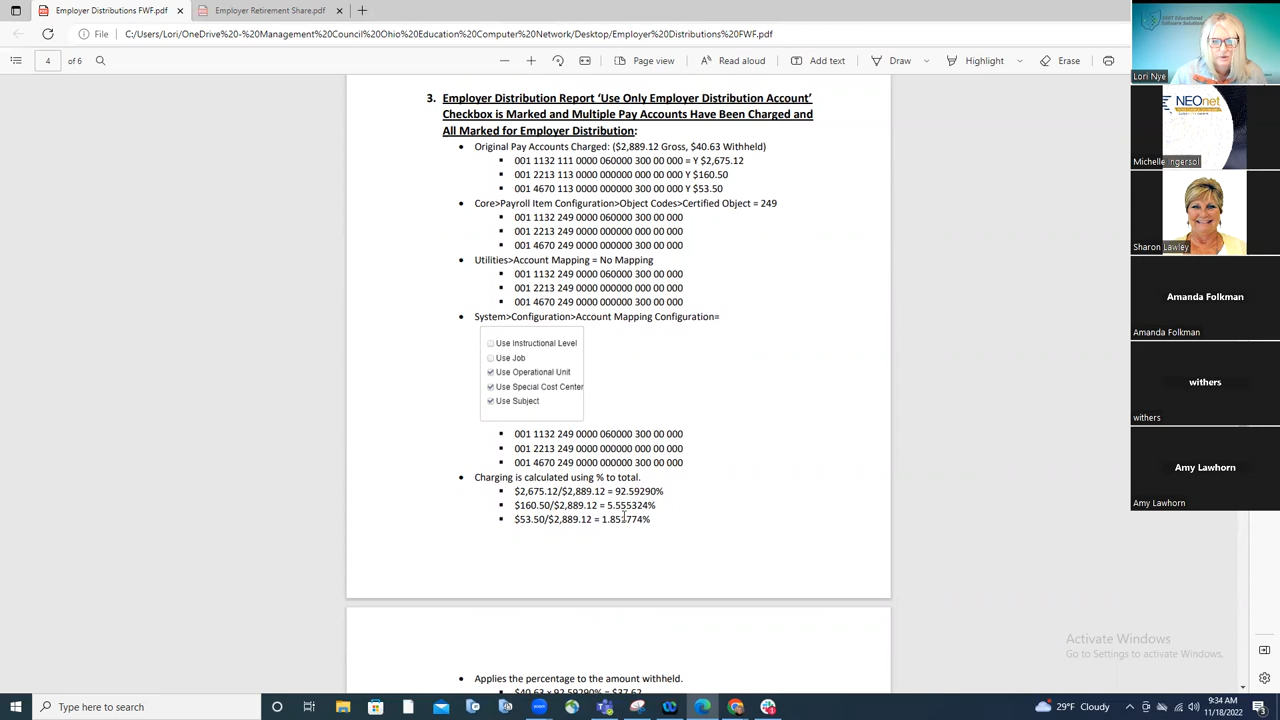 Employer Distributions FWF.pdf
Employer Retirement Share.pdf
File
C:/Users/Lori/OneDrive%20-%20Management%20Council%20Ohio%20Education%20Computer%20Network/Desktop/Employer%20Distributions%20FWF.pdf
4 of 6
Page view
Read aloud
Add text
Draw
Highlight
Erase
3. Employer Distribution Report ‘Use Only Employer Distribution Account’
Checkbox is Marked and Multiple Pay Accounts Have Been Charged and
All Marked for Employer Distribution:
• Original Pay Accounts Charged: ($2,889.12 Gross, $40.63 Withheld)
▪ 001 1132 111 0000 060000 300 00 000 = Y $2,675.12
▪ 001 2213 113 0000 000000 000 00 000 Y $160.50
▪ 001 4670 113 0000 000000 300 00 000 Y $53.50
• Core>Payroll Item Configuration>Object Codes>Certified Object = 249
▪ 001 1132 249 0000 060000 300 00 000
▪ 001 2213 249 0000 000000 000 00 000
▪ 001 4670 249 0000 000000 300 00 000
• Utilities>Account Mapping = No Mapping
▪ 001 1132 249 0000 060000 300 00 000
▪ 001 2213 249 0000 000000 000 00 000
▪ 001 4670 249 0000 000000 300 00 000
• System>Configuration>Account Mapping Configuration=
Use Instructional Level
Use Job
Use Operational Unit
Use Special Cost Center
Use Subject
▪ 001 1132 249 0000 060000 300 00 000
▪ 001 2213 249 0000 000000 000 00 000
▪ 001 4670 249 0000 000000 300 00 000
• Charging is calculated using % to total.
▪ $2,675.12/$2,889.12 = 92.59290%
▪ $160.50/$2,889.12 = 5.555324%
▪ $53.50/$2,889.12 = 1.851774%
• Applies the percentage to the amount withheld.
▪ $40.63 x 92.59290% = $37.62
Lori Nye
NEOnet
Michelle Ingersol
Sharon Lawley
Amanda Folkman
Amanda Folkman
withers
withers
Amy Lawhorn
Amy Lawhorn
Activate Windows
Go to Settings to activate Windows.
Type here to search
29°F Cloudy
9:34 AM
11/18/2022